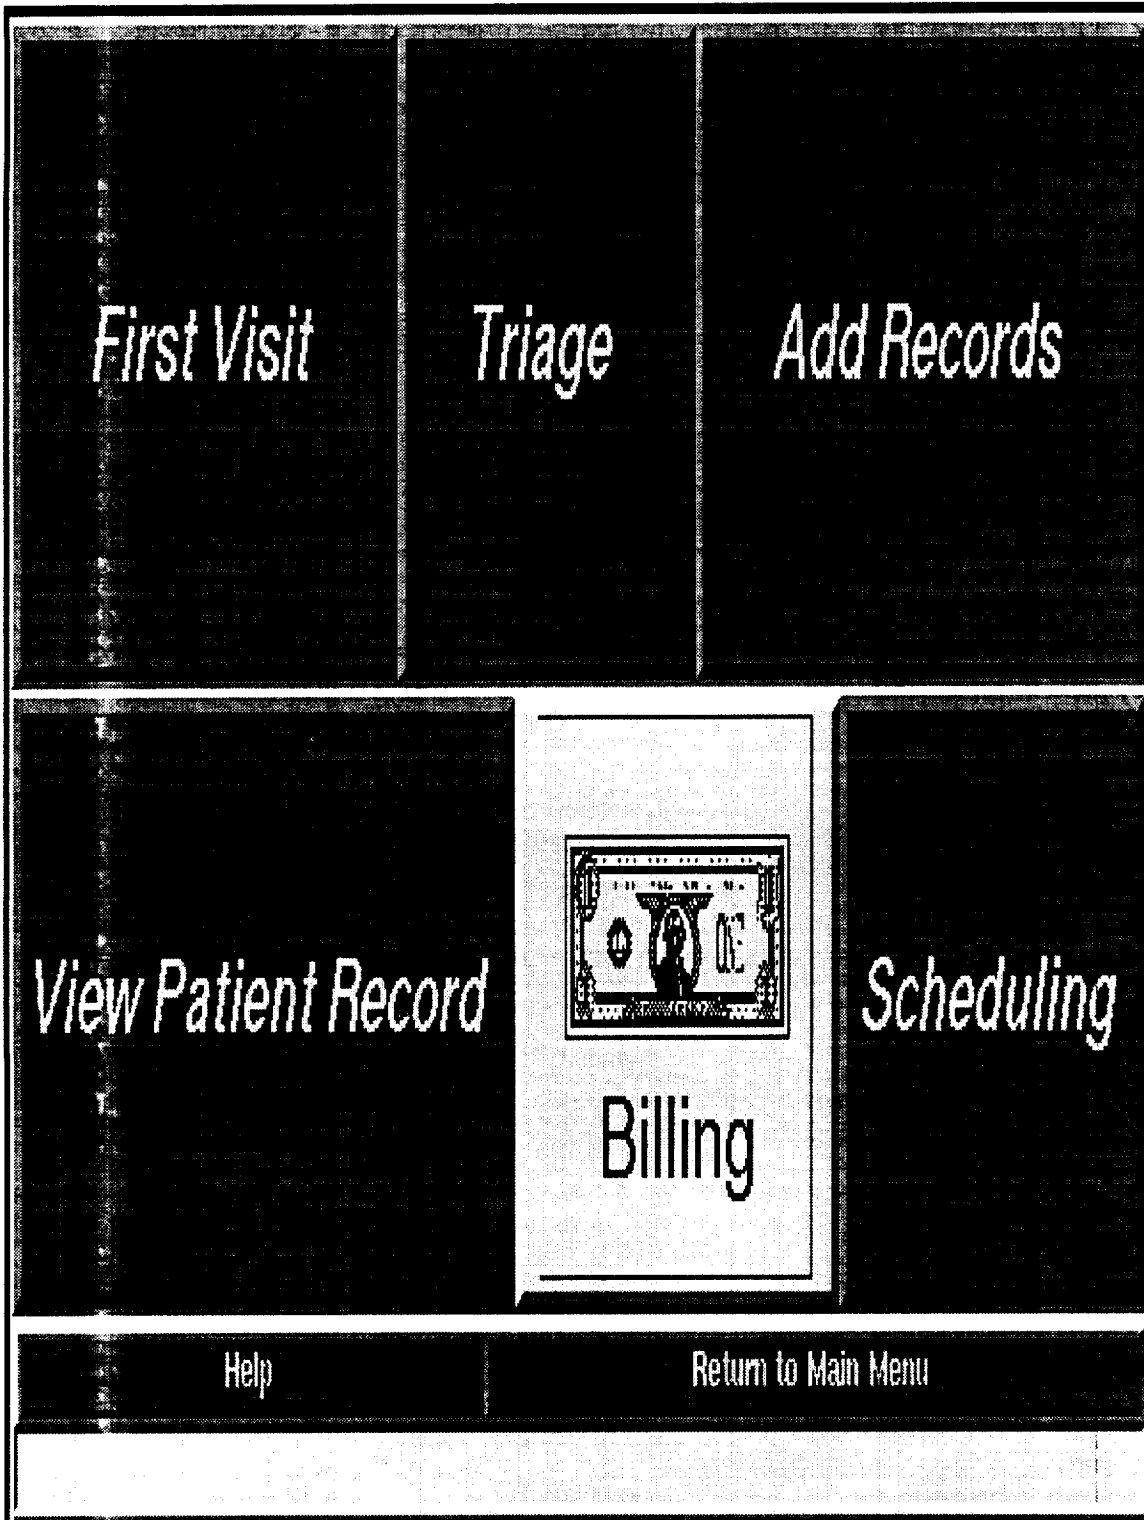 First Visit
Triage
Add Records
View Patient Record
Billing
Scheduling
Help
Return to Main Menu